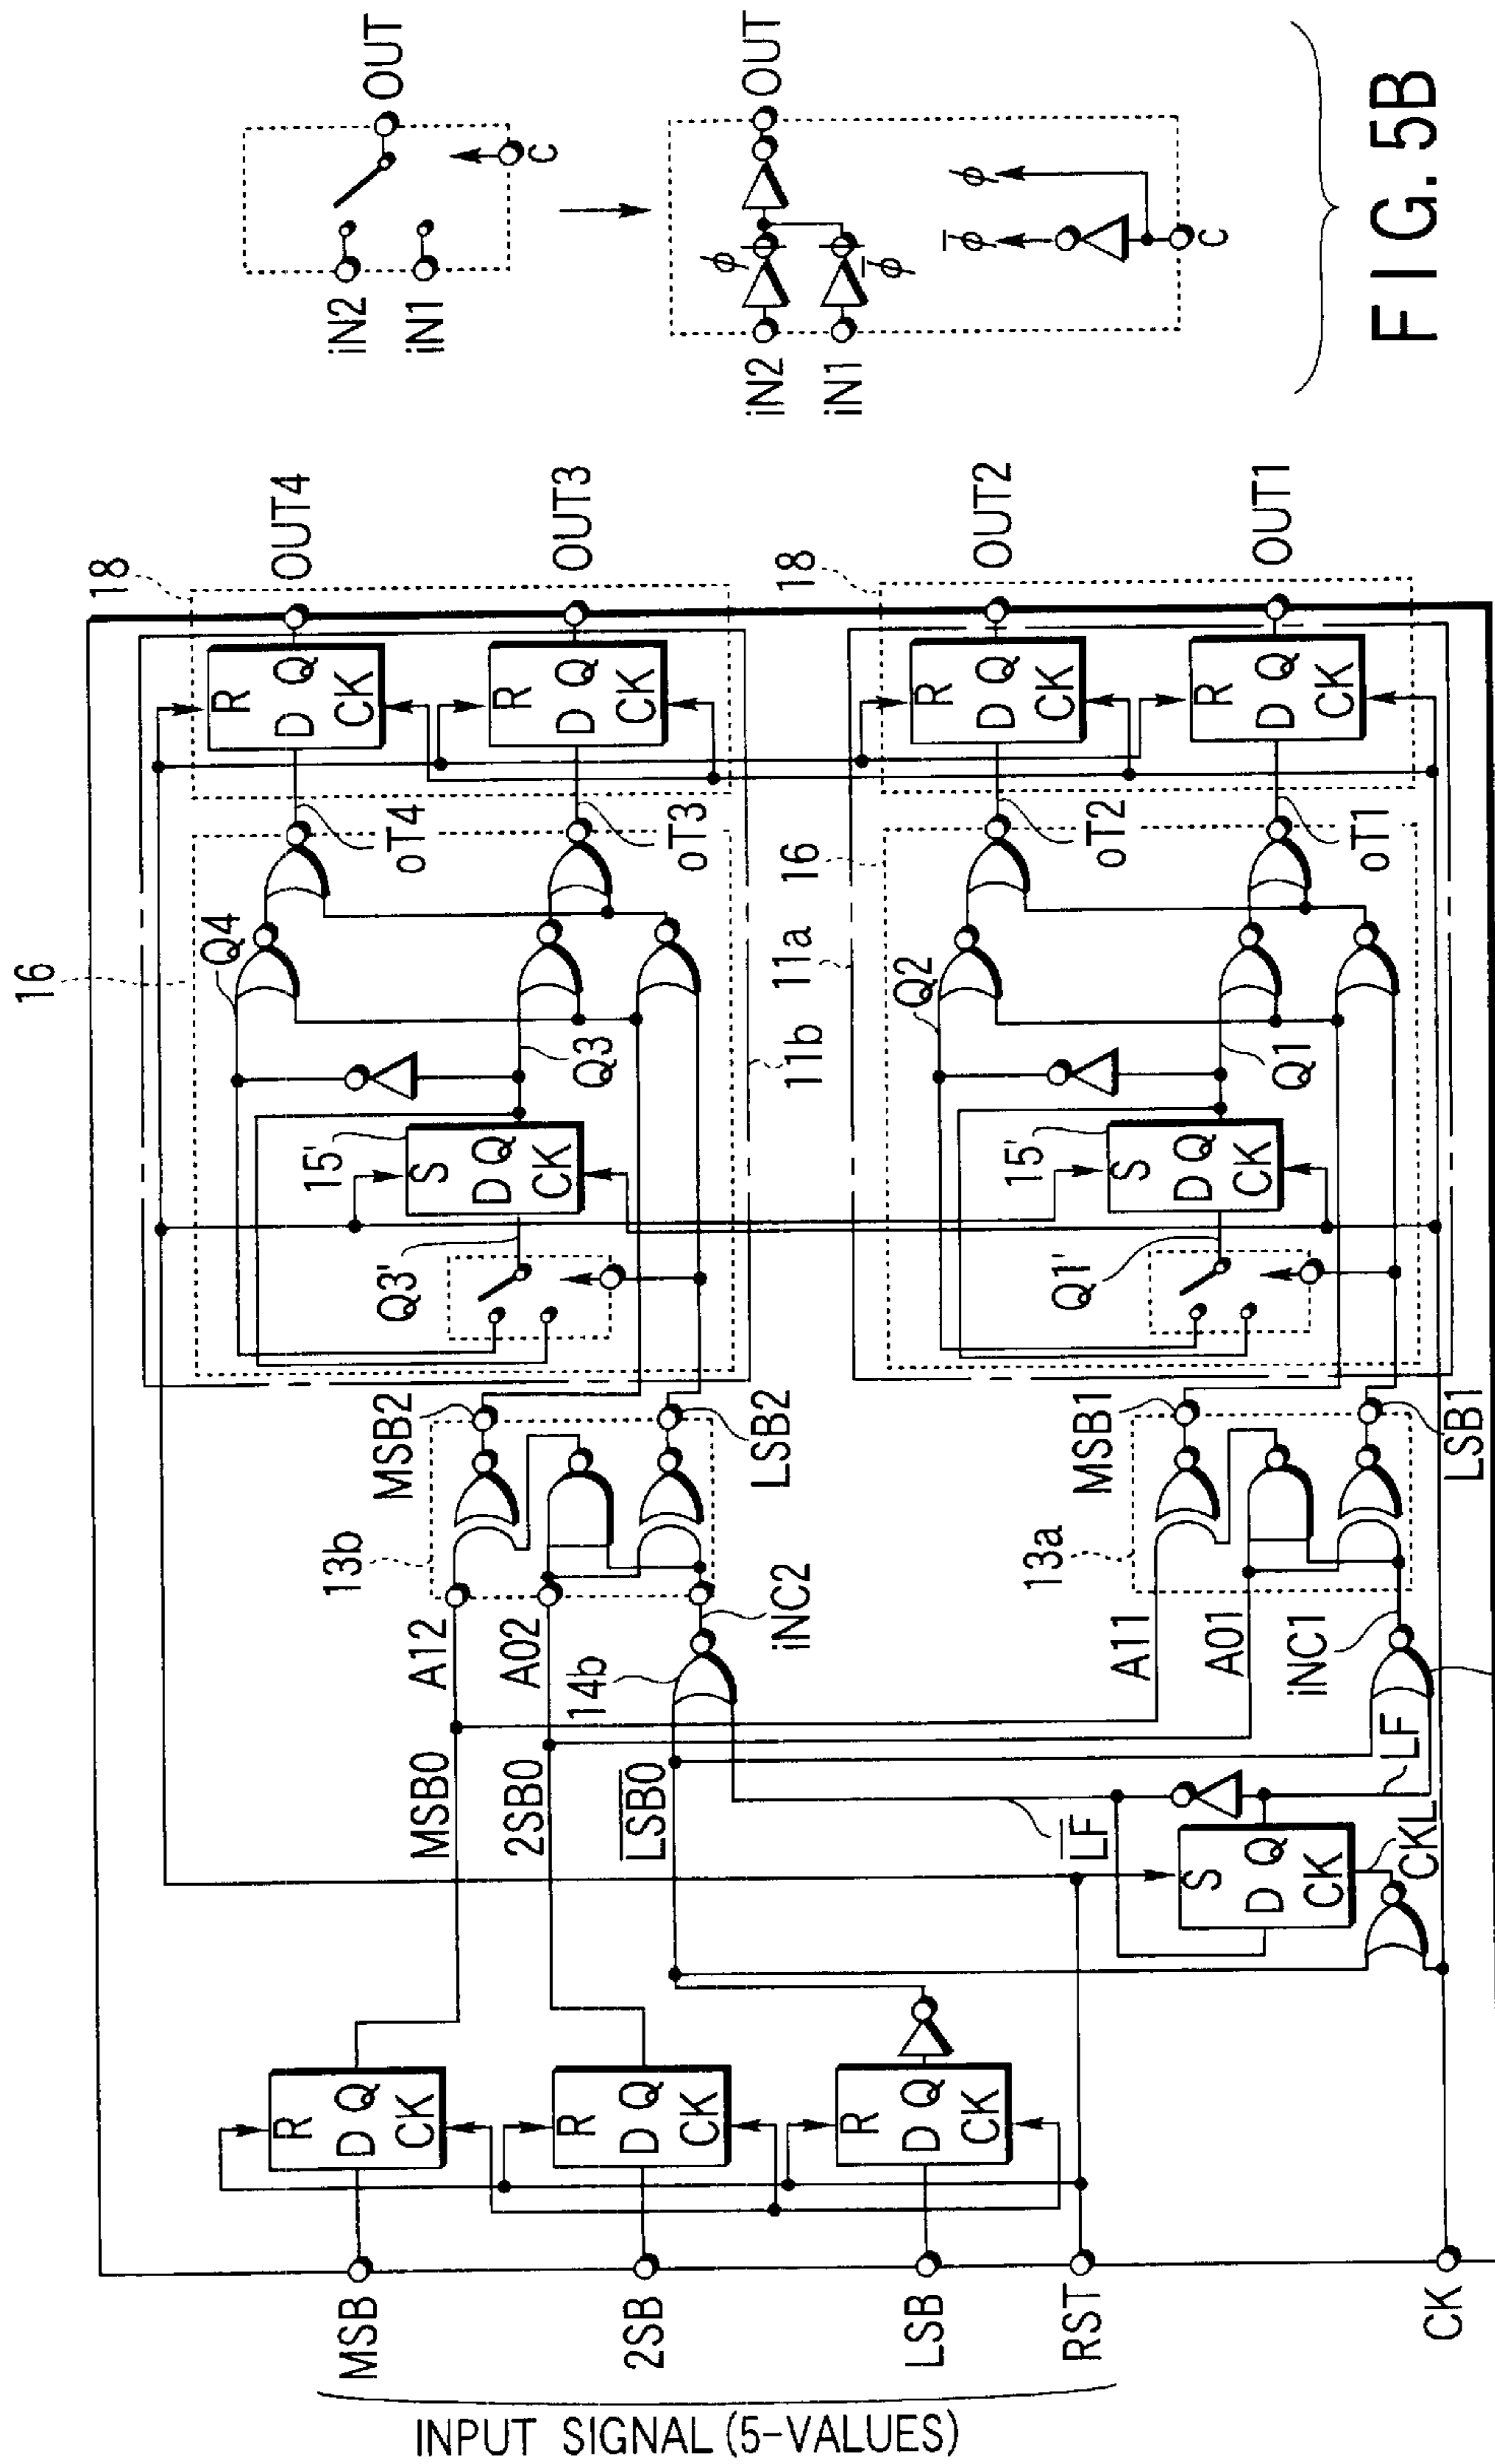 INPUT SIGNAL (5-VALUES)
MSB
2SB
LSB
RST
CK
R
D Q
CK
R
D Q
CK
R
D Q
CK
MSB0
2SB0
LSB0
LF
LF
S
D Q
CK
CKL
A12
A02
14b
iNC2
A11
A01
iNC1
13b
MSB2
LSB2
13a
MSB1
LSB1
16
Q3'
15'
S
D Q
CK
Q4
Q3
11b
oT4
oT3
Q1'
15'
S
D Q
CK
Q2
Q1
11a
16
oT2
oT1
18
R
D Q
CK
OUT4
R
D Q
CK
OUT3
18
R
D Q
CK
OUT2
R
D Q
CK
OUT1
iN2
iN1
OUT
C
iN2
iN1
ϕ
ϕ
OUT
ϕ
ϕ
C
FIG. 5B